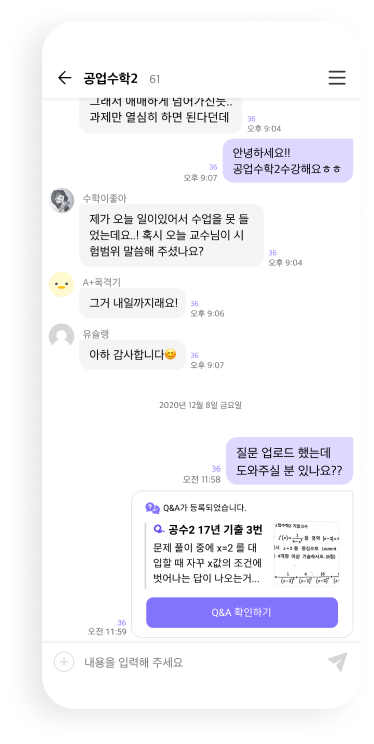 공업수학2 61
그래서 애매하게 넘어가신듯..
과제만 열심히 하면 된다던데
36
오후 9:04
안녕하세요!!
공업수학2수강해요ㅎㅎ
36
오후 9:07
수학이좋아
제가 오늘 일이있어서 수업을 못 들
었는데요..! 혹시 오늘 교수님이 시
험범위 말씀해 주셨나요?
36
오후 9:04
A+폭격기
그거 내일까지래요!
36
오후 9:06
유슬랭
아하 감사합니다😊
36
오후 9:07
2020년 12월 8일 금요일
질문 업로드 했는데
도와주실 분 있나요??
36
오전 11:58
Q&A가 등록되었습니다.
Q. 공수2 17년 기출 3번
문제 풀이 중에 x=2 를 대
입할 때 자꾸 x값의 조건에
벗어나는 답이 나오는거...
Q&A 확인하기
36
오전 11:59
내용을 입력해 주세요